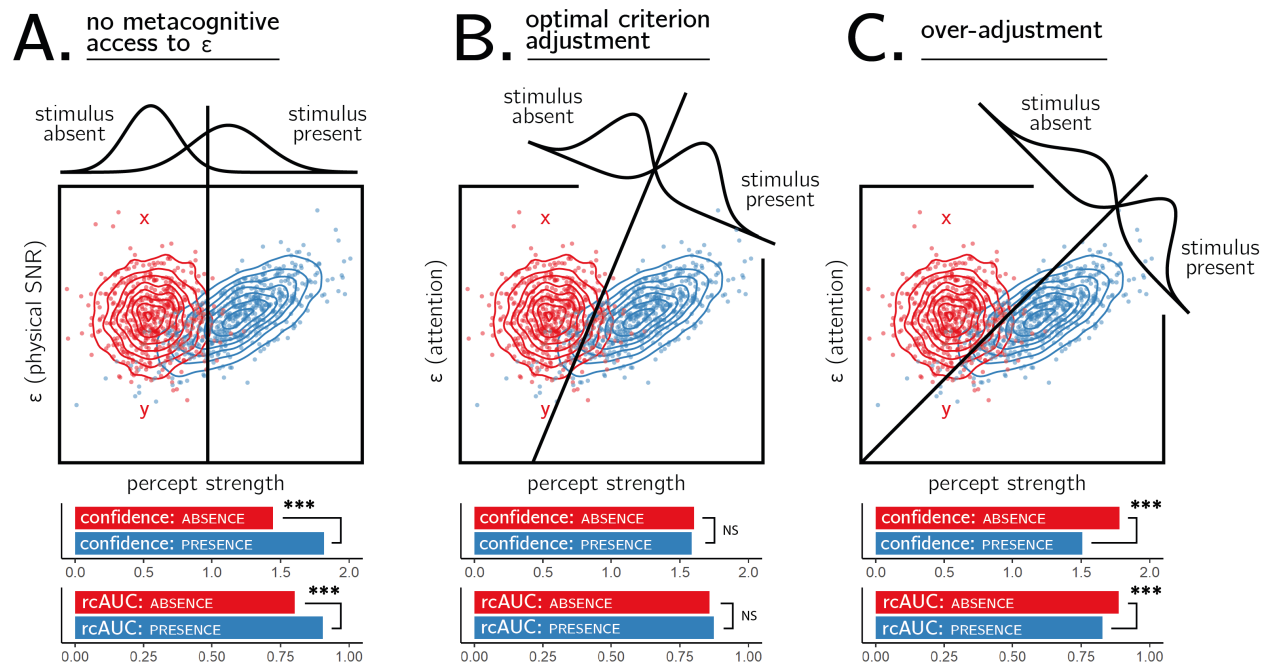 A.
no metacognitive
access to ε
stimulus
absent
stimulus
present
x
y
ε (physical SNR)
percept strength
confidence: ABSENCE
confidence: PRESENCE
***
0.0 0.5 1.0 1.5 2.0
rcAUC: ABSENCE
rcAUC: PRESENCE
***
0.00 0.25 0.50 0.75 1.00
B.
optimal criterion
adjustment
stimulus
absent
stimulus
present
x
y
ε (attention)
percept strength
confidence: ABSENCE
confidence: PRESENCE
NS
0.0 0.5 1.0 1.5 2.0
rcAUC: ABSENCE
rcAUC: PRESENCE
NS
0.00 0.25 0.50 0.75 1.00
C.
over-adjustment
stimulus
absent
stimulus
present
x
y
ε (attention)
percept strength
confidence: ABSENCE
confidence: PRESENCE
***
0.0 0.5 1.0 1.5 2.0
rcAUC: ABSENCE
rcAUC: PRESENCE
***
0.00 0.25 0.50 0.75 1.00